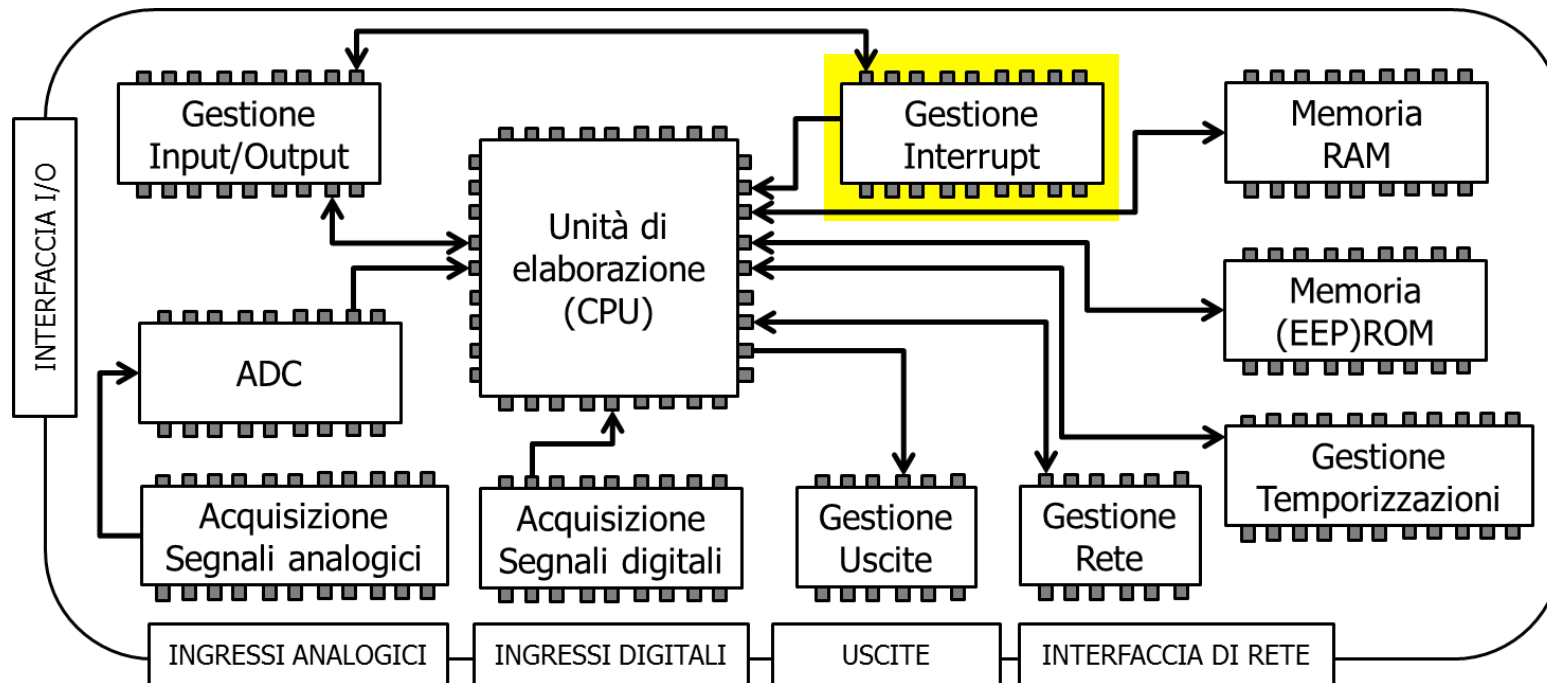 Gestione
Input/Output
Gestione
Interrupt
Memoria
RAM
INTERFACCIA I/O
Unità di
elaborazione
(CPU)
Memoria
(EEP)ROM
ADC
Gestione
Temporizzazioni
Acquisizione
Segnali analogici
Acquisizione
Segnali digitali
Gestione
Uscite
Gestione
Rete
INGRESSI ANALOGICI
INGRESSI DIGITALI
USCITE
INTERFACCIA DI RETE